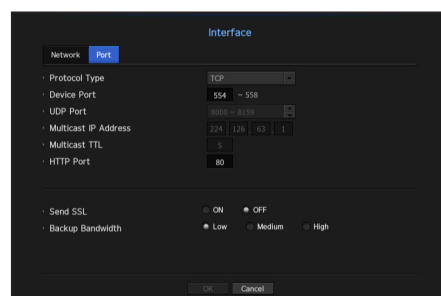 Interface
Network Port
Protocol Type TCP
Device Port 554 ~ 558
UDP Port 8000 ~ 8159
Multicast IP Address 224 126 63 1
Multicast TTL 5
HTTP Port 80
Send SSL ON OFF
Backup Bandwidth Low Medium High
OK Cancel